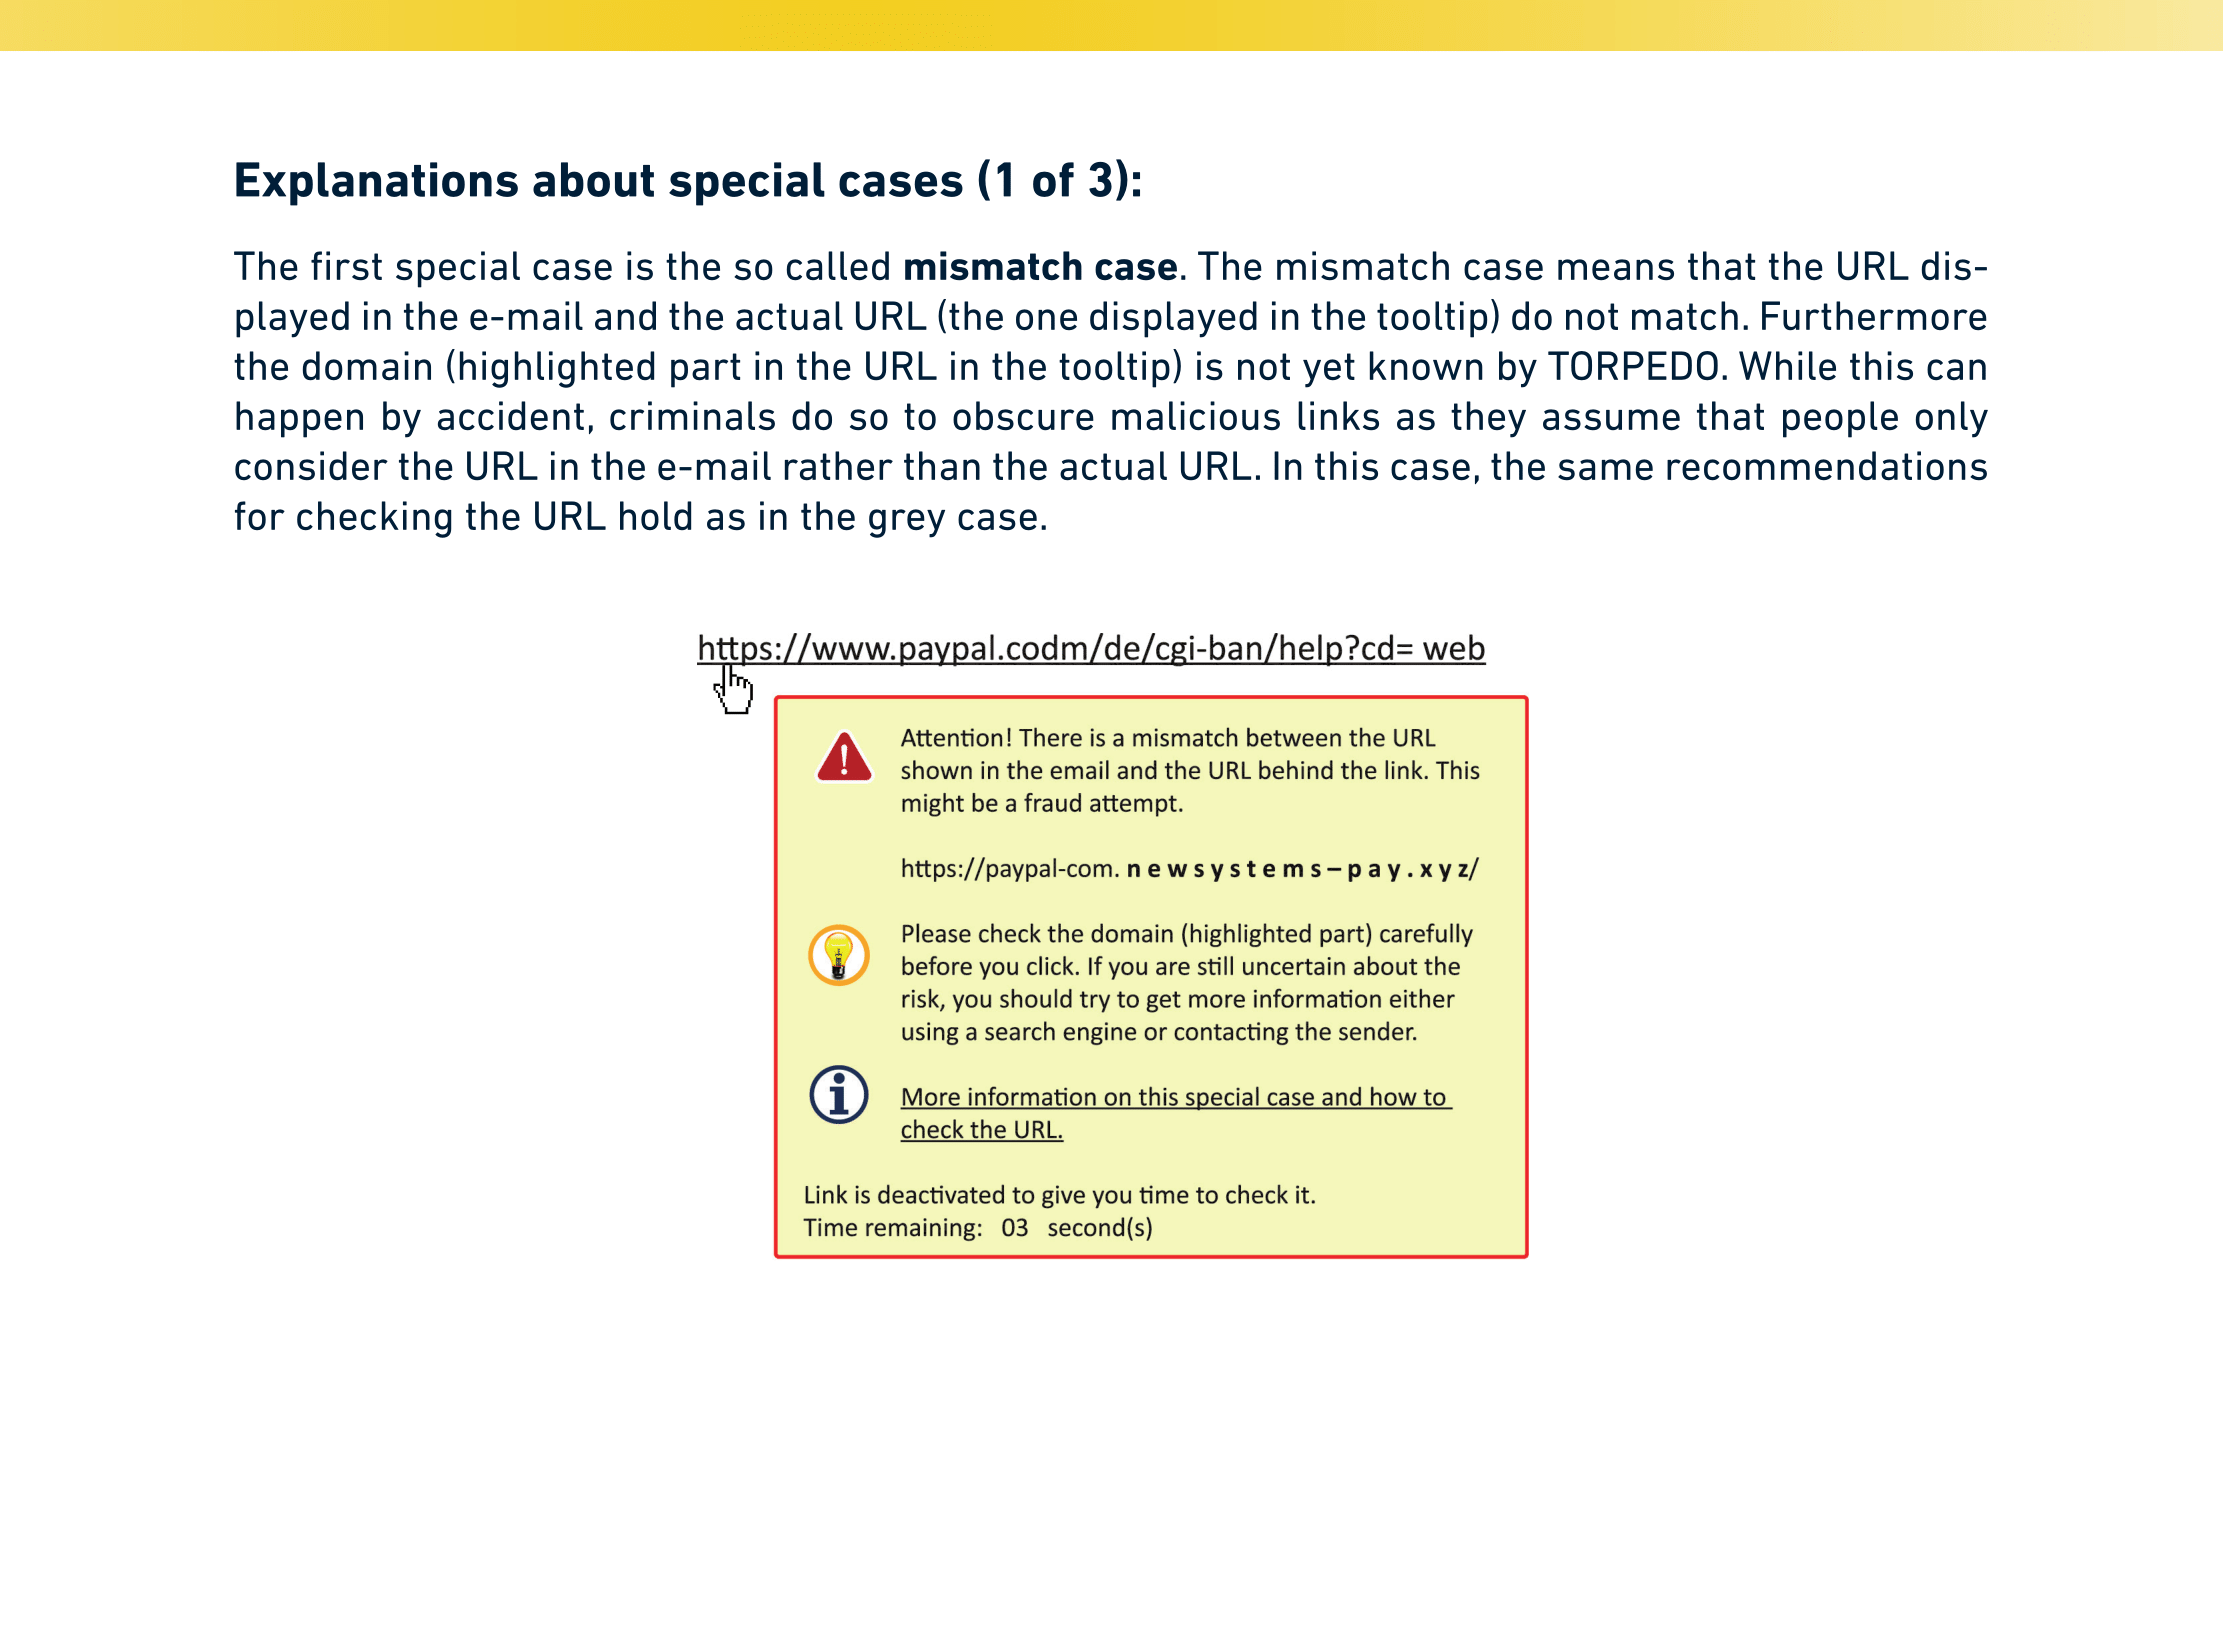 Explanations about special cases (1 of 3):
The first special case is the so called mismatch case. The mismatch case means that the URL dis-
played in the e-mail and the actual URL (the one displayed in the tooltip) do not match. Furthermore
the domain (highlighted part in the URL in the tooltip) is not yet known by TORPEDO. While this can
happen by accident, criminals do so to obscure malicious links as they assume that people only
consider the URL in the e-mail rather than the actual URL. In this case, the same recommendations
for checking the URL hold as in the grey case.
https://www.paypal.codm/de/cgi-ban/help?cd= web
Attention! There is a mismatch between the URL
shown in the email and the URL behind the link. This
might be a fraud attempt.
https://paypal-com. n e w s y s t e m s – p a y . x y z/
Please check the domain (highlighted part) carefully
before you click. If you are still uncertain about the
risk, you should try to get more information either
using a search engine or contacting the sender.
More information on this special case and how to
check the URL.
Link is deactivated to give you time to check it.
Time remaining: 03 second(s)